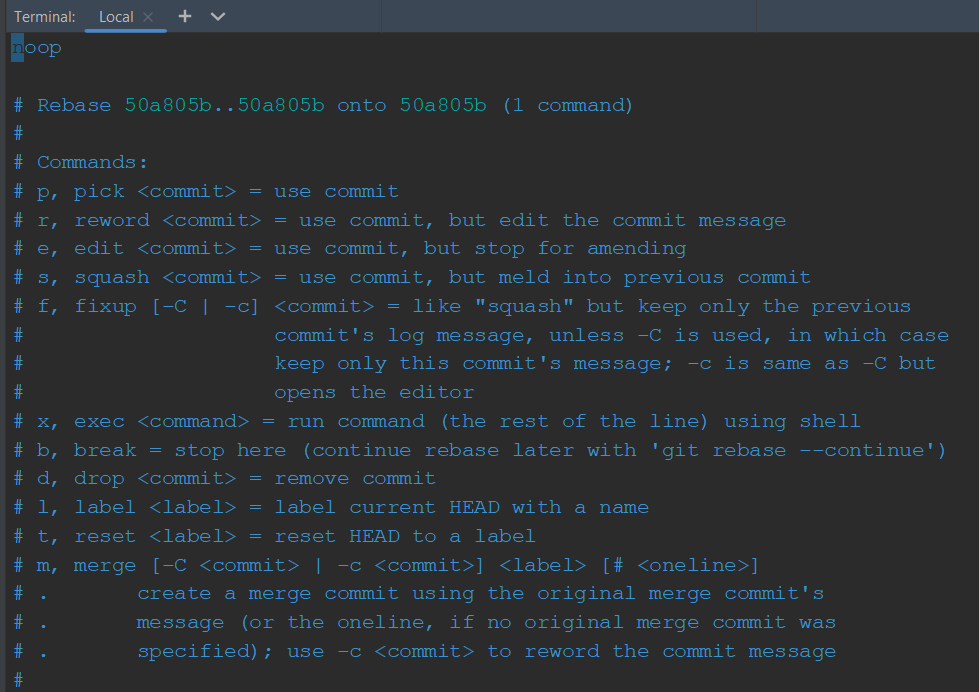 Terminal: Local × + 
noop
# Rebase 50a805b..50a805b onto 50a805b (1 command)
#
# Commands:
# p, pick <commit> = use commit
# r, reword <commit> = use commit, but edit the commit message
# e, edit <commit> = use commit, but stop for amending
# s, squash <commit> = use commit, but meld into previous commit
# f, fixup [-C | -c] <commit> = like "squash" but keep only the previous
#                    commit's log message, unless -C is used, in which case
#                    keep only this commit's message; -c is same as -C but
#                    opens the editor
# x, exec <command> = run command (the rest of the line) using shell
# b, break = stop here (continue rebase later with 'git rebase --continue')
# d, drop <commit> = remove commit
# l, label <label> = label current HEAD with a name
# t, reset <label> = reset HEAD to a label
# m, merge [-C <commit> | -c <commit>] <label> [# <oneline>]
# .       create a merge commit using the original merge commit's
# .       message (or the oneline, if no original merge commit was
# .       specified); use -c <commit> to reword the commit message
#